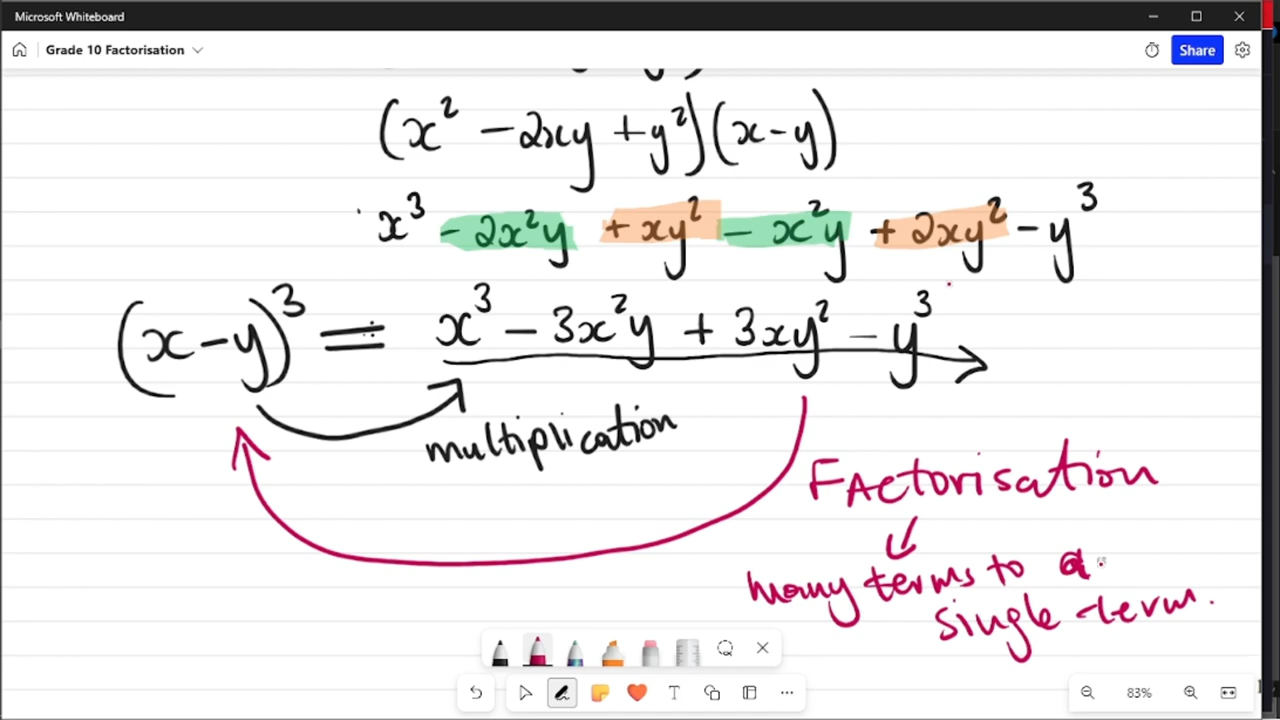 Microsoft Whiteboard
Grade 10 Factorisation
Share
(x² - 2xy + y²)(x - y)
x³ - 2x²y + xy² - x²y + 2xy² - y³
(x - y)³ = x³ - 3x²y + 3xy² - y³
multiplication
FActorisation
many terms to a
single term.
83%